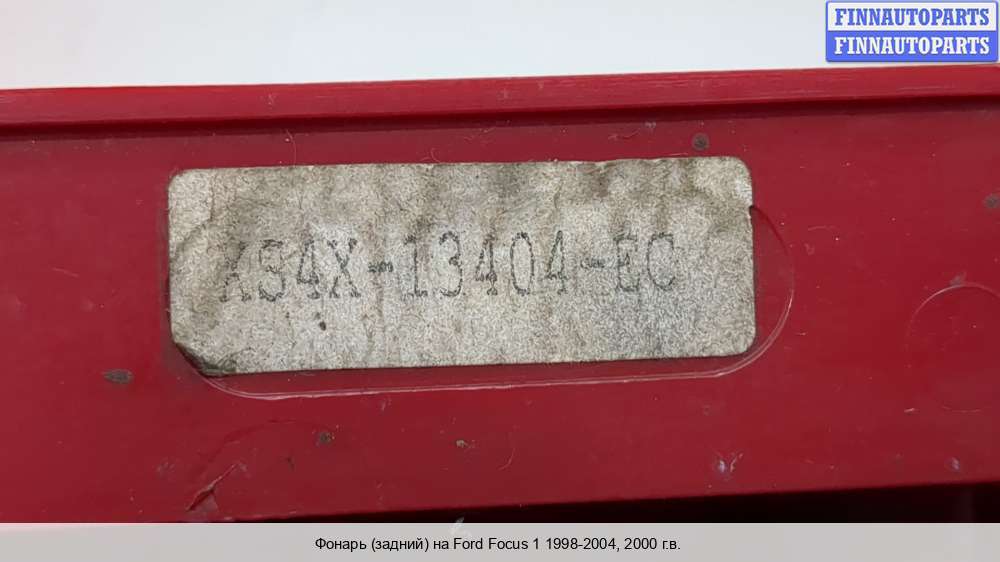 FINNAUTOPARTS
FINNAUTOPARTS
XS4X-13404-EC
Фонарь (задний) на Ford Focus 1 1998-2004, 2000 г.в.